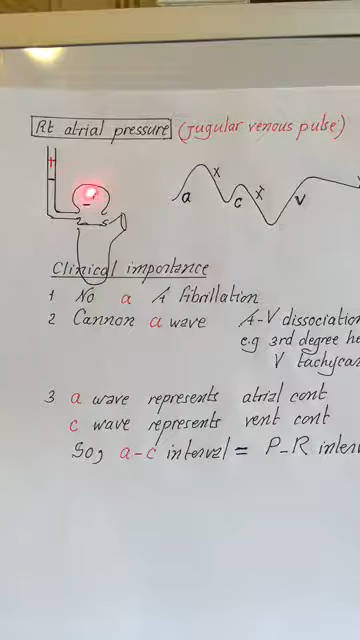 Rt atrial pressure (jugular venous pulse)
+
-
a x c x v
Clinical importance
1 No a A fibrillation
2 Cannon a wave A-V dissociation
e.g 3rd degree he
V tachycar
3 a wave represents atrial cont
c wave represents vent cont
So, a-c interval = P-R inter